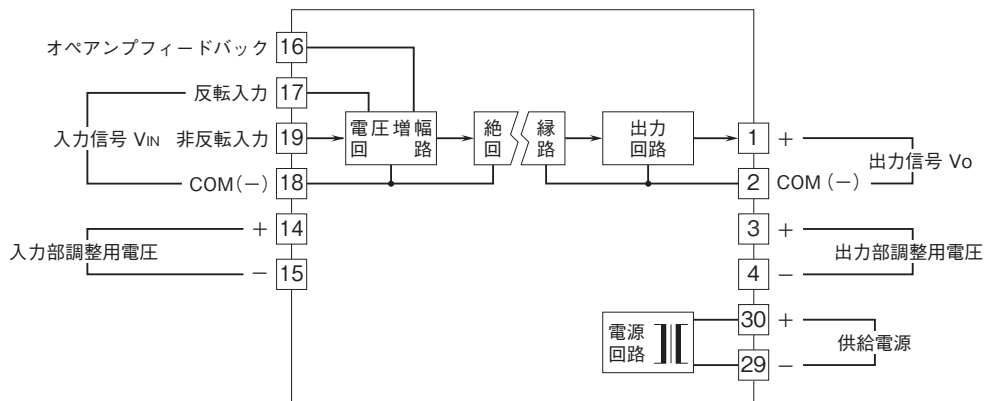 オペアンプフィードバック 16
反転入力 17
入力信号 VIN
非反転入力 19
COM(−) 18
電圧増幅
回路
絶
回
縁
路
出力
回路
1 +
出力信号 Vo
2 COM (−)
+ 14
入力部調整用電圧
− 15
3 +
出力部調整用電圧
4 −
電源
回路
30 +
供給電源
29 −